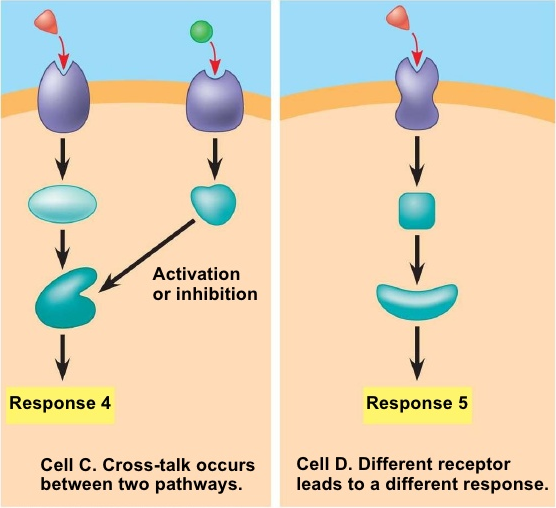 Activation
or inhibition
Response 4
Cell C. Cross-talk occurs
between two pathways.
Response 5
Cell D. Different receptor
leads to a different response.